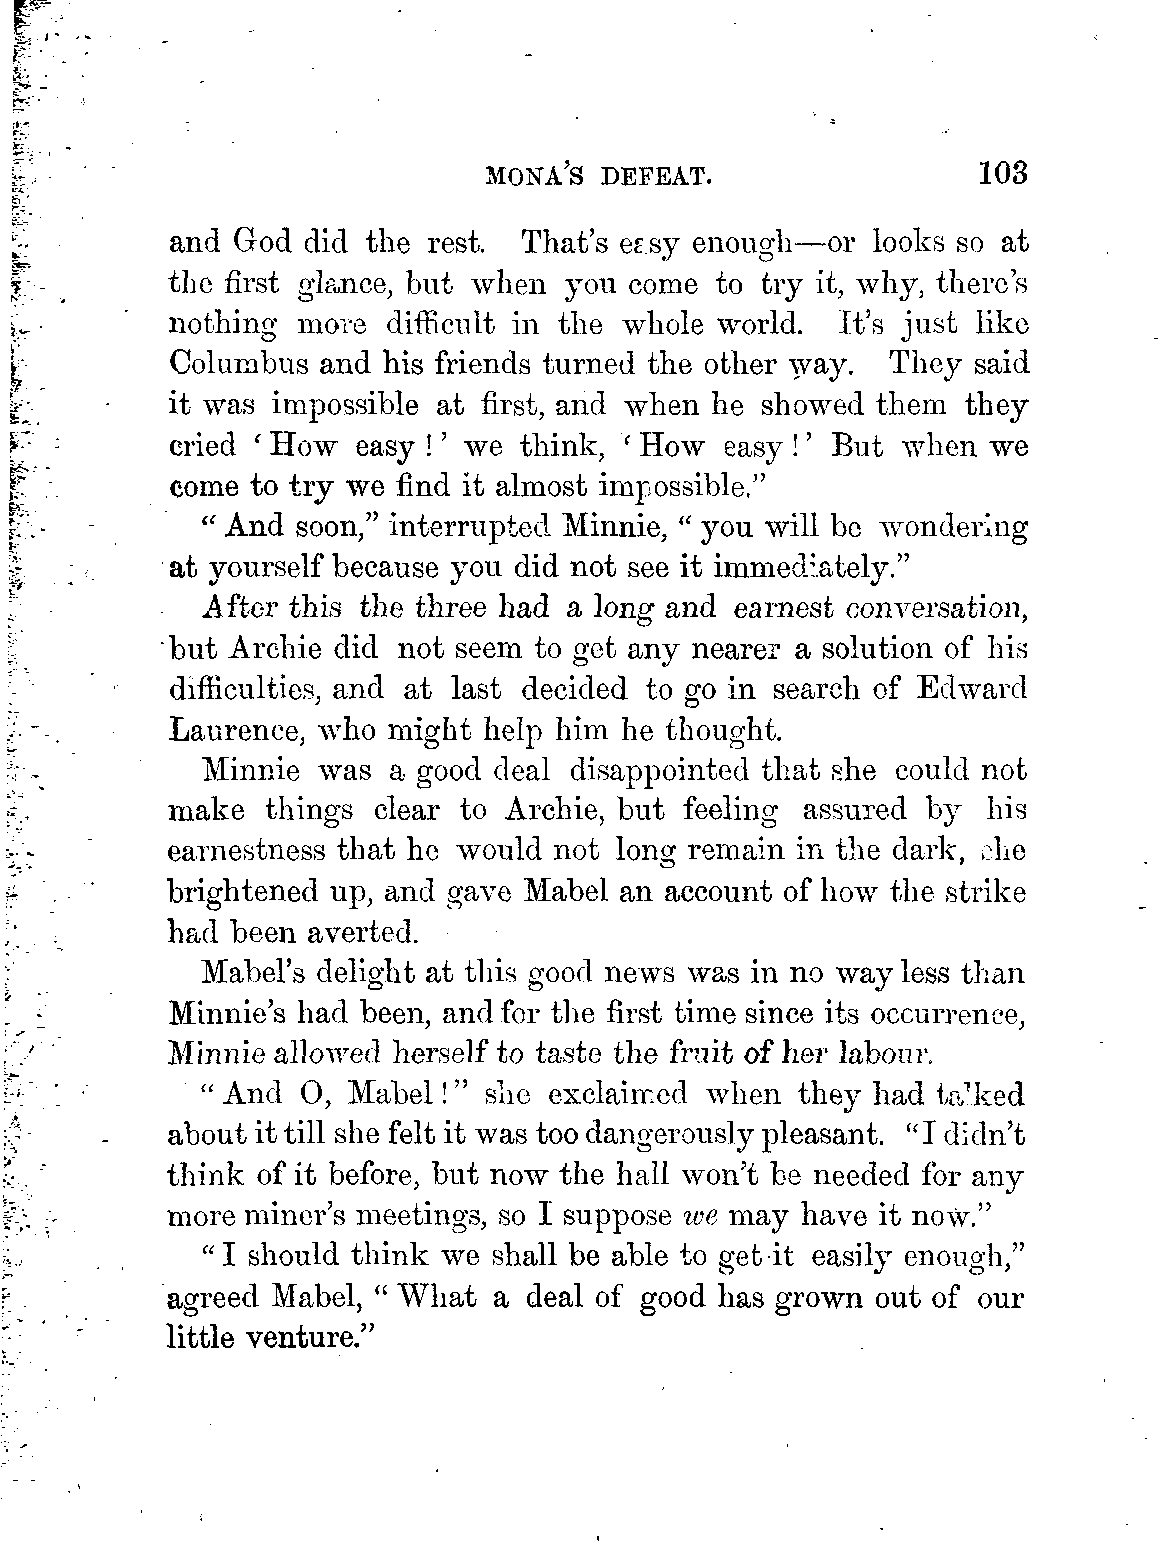 MONA'S DEFEAT. 103
and God did the rest. That's easy enough—or looks so at
the first glance, but when you come to try it, why, there's
nothing more difficult in the whole world. It's just like
Columbus and his friends turned the other way. They said
it was impossible at first, and when he showed them they
cried ‘How easy!’ we think, ‘How easy!’ But when we
come to try we find it almost impossible.”
“And soon,” interrupted Minnie, “you will be wondering
at yourself because you did not see it immediately.”
After this the three had a long and earnest conversation,
but Archie did not seem to get any nearer a solution of his
difficulties, and at last decided to go in search of Edward
Laurence, who might help him he thought.
Minnie was a good deal disappointed that she could not
make things clear to Archie, but feeling assured by his
earnestness that he would not long remain in the dark, she
brightened up, and gave Mabel an account of how the strike
had been averted.
Mabel's delight at this good news was in no way less than
Minnie's had been, and for the first time since its occurrence,
Minnie allowed herself to taste the fruit of her labour.
“And O, Mabel!” she exclaimed when they had talked
about it till she felt it was too dangerously pleasant. “I didn't
think of it before, but now the hall won't be needed for any
more miner's meetings, so I suppose we may have it now.”
“I should think we shall be able to get it easily enough,”
agreed Mabel, “What a deal of good has grown out of our
little venture.”